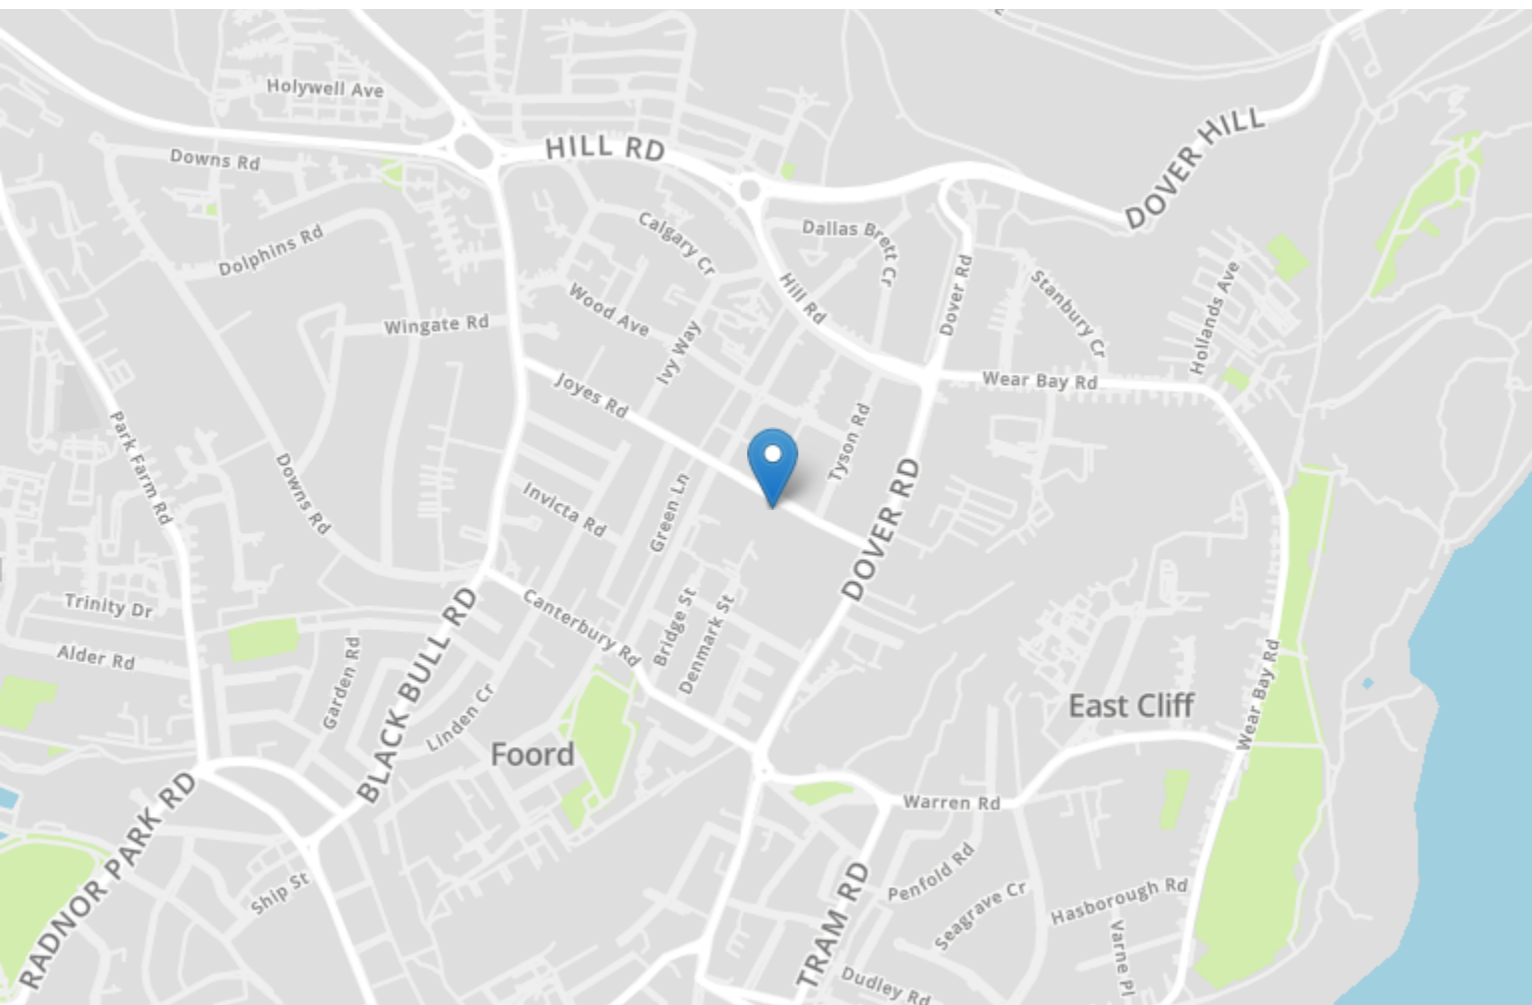 Holywell Ave
HILL RD
DOVER HILL
Downs Rd
Calgary Cr
Dallas Brett Cr
Dolphins Rd
Hill Rd
Dover Rd
Stanbury Cr
Hollands Ave
Wood Ave
Wingate Rd
Ivy Way
Joyes Rd
Wear Bay Rd
Park Farm Rd
Tyson Rd
Downs Rd
Invicta Rd
Green Ln
DOVER RD
Trinity Dr
Canterbury Rd
Bridge St
Denmark St
Alder Rd
Garden Rd
BLACK BULL RD
Linden Cr
Foord
East Cliff
Wear Bay Rd
Warren Rd
RADNOR PARK RD
Ship St
TRAM RD
Penfold Rd
Seagrave Cr
Hasborough Rd
Varne Pl
Dudley Rd